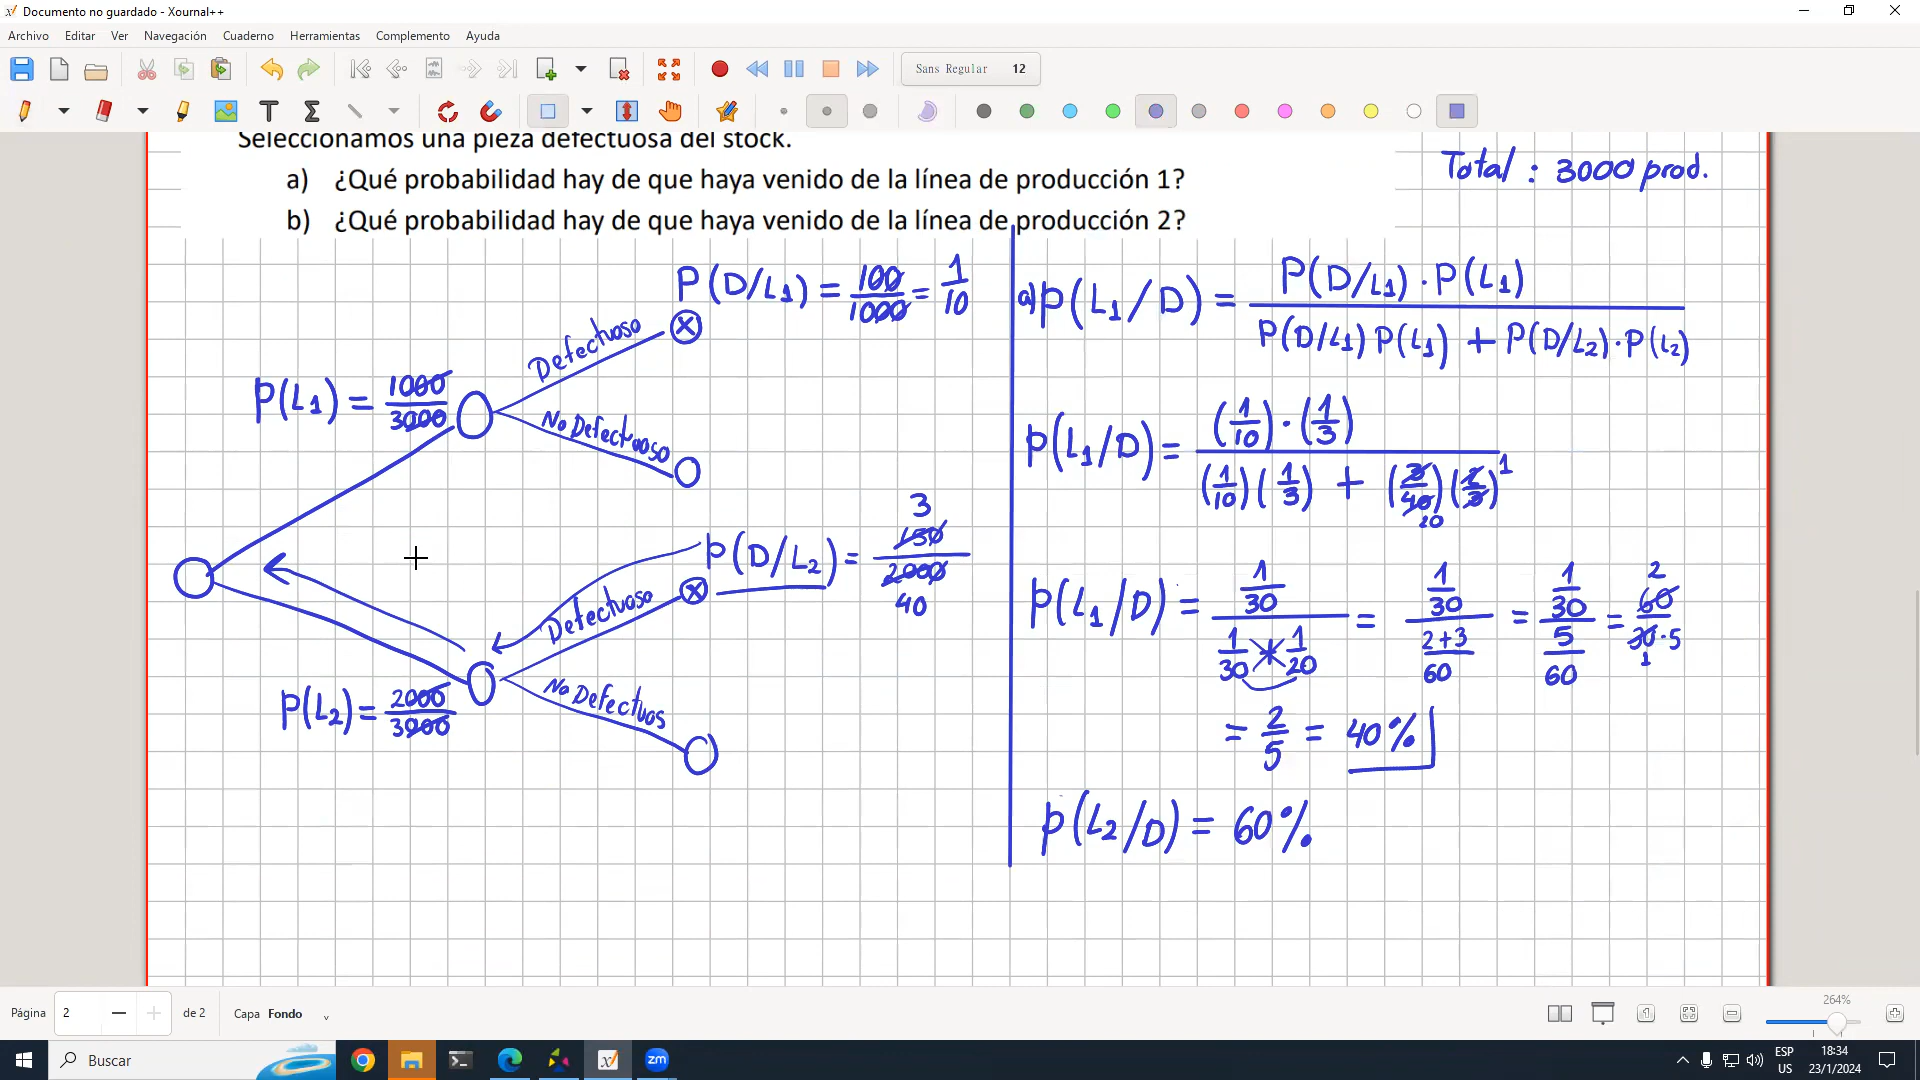 Documento no guardado - Xournal++
Archivo Editar Ver Navegación Cuaderno Herramientas Complemento Ayuda
Sans Regular 12
Seleccionamos una pieza defectuosa del stock.
a) ¿Qué probabilidad hay de que haya venido de la línea de producción 1?
b) ¿Qué probabilidad hay de que haya venido de la línea de producción 2?
Total : 3000 prod.
P(D/L₁) = 100/1000 = 1/10
Defectuoso
P(L₁) = 1000/3000
No Defectuoso
P(D/L₂) = 150/2000
3
40
Defectuoso
P(L₂) = 2000/3000
No Defectuos
a) P(L₁/D) = P(D/L₁) · P(L₁) / P(D/L₁) P(L₁) + P(D/L₂) · P(L₂)
P(L₁/D) = (1/10) · (1/3) / (1/10)(1/3) + (3/40)(2/3)
1
20
P(L₁/D) = 1/30 / 1/30 + 1/20 = 1/30 / 2+3/60 = 1/30 / 5/60 = 60/30·5
2
1
= 2/5 = 40%
P(L₂/D) = 60%
Página 2 de 2 Capa Fondo 264%
Buscar
zm
ESP
US
18:34
23/1/2024